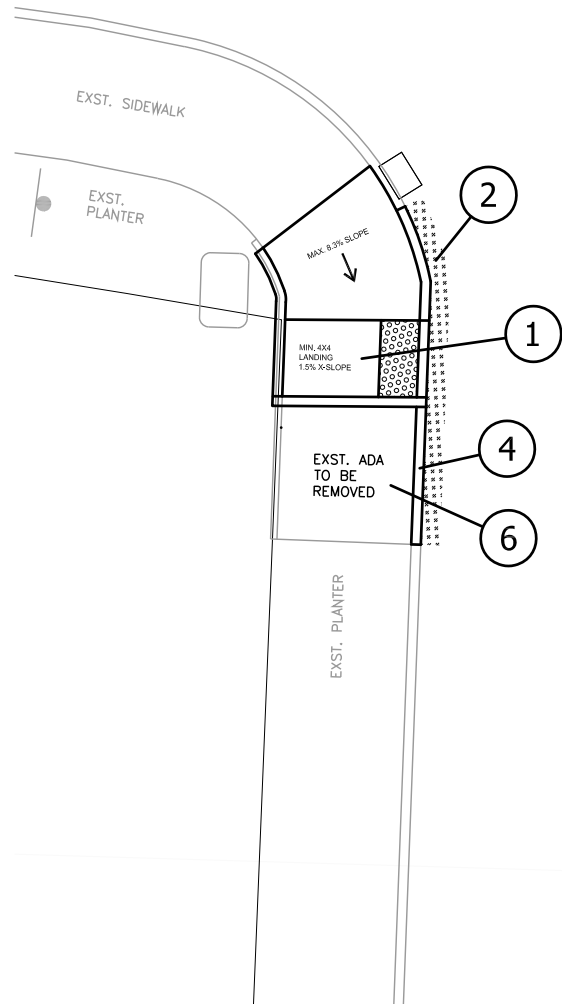 EXST. SIDEWALK
EXST.
PLANTER
2
MAX. 8.3% SLOPE
1
MIN. 4X4
LANDING
1.5% X-SLOPE
4
EXST. ADA
TO BE
REMOVED
6
EXST. PLANTER